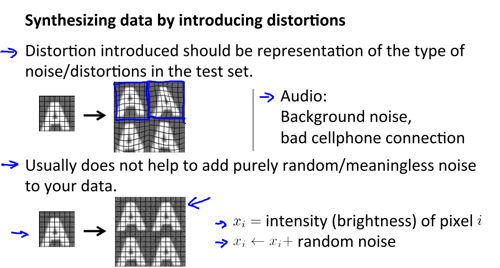 Synthesizing data by introducing distortions
Distortion introduced should be representation of the type of
noise/distortions in the test set.
Audio:
Background noise,
bad cellphone connection
Usually does not help to add purely random/meaningless noise
to your data.
x_i = intensity (brightness) of pixel i
x_i ← x_i + random noise